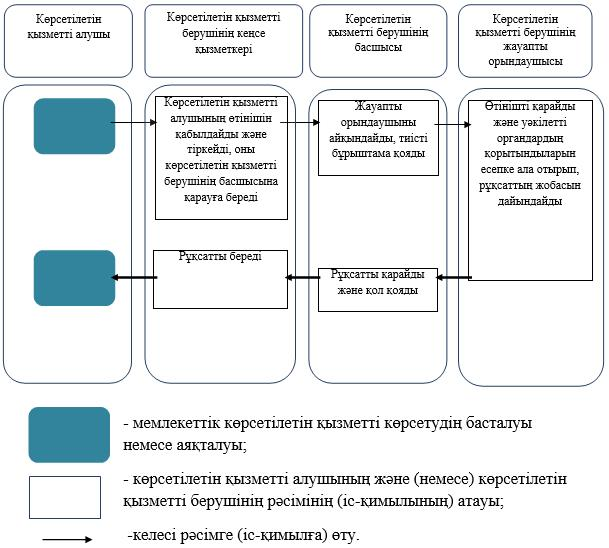 Көрсетілетін
қызметті алушы
Көрсетілетін қызметті
берушінің кеңсе
қызметкері
Көрсетілетін
қызметті берушінің
басшысы
Көрсетілетін
қызметті берушінің
жауапты
орындаушысы
Көрсетілетін қызметті
алушының өтінішін
қабылдайды және
тіркейді, оны
көрсетілетін қызметті
берушінің басшысына
қарауға береді
Жауапты
орындаушыны
айқындайды, тиісті
бұрыштама қояды
Өтінішті қарайды
және уәкілетті
органдардың
қорытындыларын
есепке ала отырып,
рұқсаттың жобасын
дайындайды
Рұқсатты береді
Рұқсатты қарайды
және қол қояды
- мемлекеттік көрсетілетін қызметті көрсетудің басталуы
немесе аяқталуы;
- көрсетілетін қызметті алушының және (немесе) көрсетілетін
қызметті берушінің рәсімінің (іс-қимылының) атауы;
-келесі рәсімге (іс-қимылға) өту.